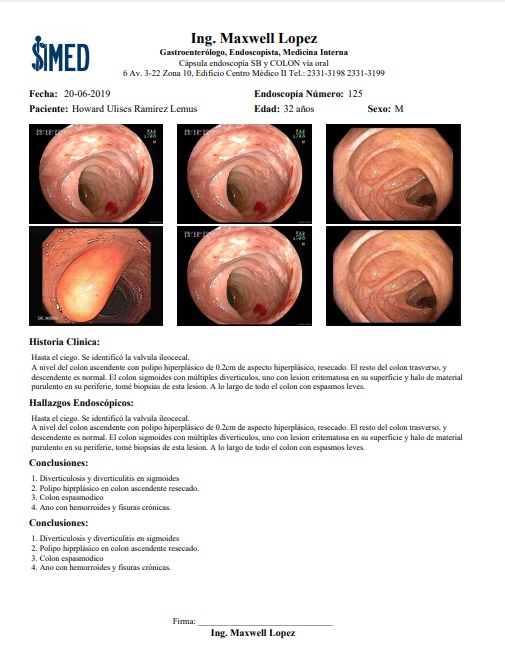 SIMED
Ing. Maxwell Lopez
Gastroenterólogo, Endoscopista, Medicina Interna
Cápsula endoscopía SB y COLON vía oral
6 Av. 3-22 Zona 10, Edificio Centro Médico II Tel.: 2331-3198 2331-3199
Fecha: 20-06-2019 Endoscopía Número: 125
Paciente: Howard Ulises Ramirez Lemus Edad: 32 años Sexo: M
Historia Clinica:
Hasta el ciego. Se identificó la valvula ileocecal.
A nivel del colon ascendente con polipo hiperplásico de 0.2cm de aspecto hiperplásico, resecado. El resto del colon trasverso, y
descendente es normal. El colon sigmoides con múltiples diverticulos, uno con lesion eritematosa en su superficie y halo de material
purulento en su periferie, tomé biopsias de esta lesion. A lo largo de todo el colon con espasmos leves.
Hallazgos Endoscópicos:
Hasta el ciego. Se identificó la valvula ileocecal.
A nivel del colon ascendente con polipo hiperplásico de 0.2cm de aspecto hiperplásico, resecado. El resto del colon trasverso, y
descendente es normal. El colon sigmoides con múltiples diverticulos, uno con lesion eritematosa en su superficie y halo de material
purulento en su periferie, tomé biopsias de esta lesion. A lo largo de todo el colon con espasmos leves.
Conclusiones:
1. Diverticulosis y diverticulitis en sigmoides
2. Polipo hiprplásico en colon ascendente resecado.
3. Colon espasmodico
4. Ano con hemorroides y fisuras crónicas.
Conclusiones:
1. Diverticulosis y diverticulitis en sigmoides
2. Polipo hiprplásico en colon ascendente resecado.
3. Colon espasmodico
4. Ano con hemorroides y fisuras crónicas.
Firma:
Ing. Maxwell Lopez